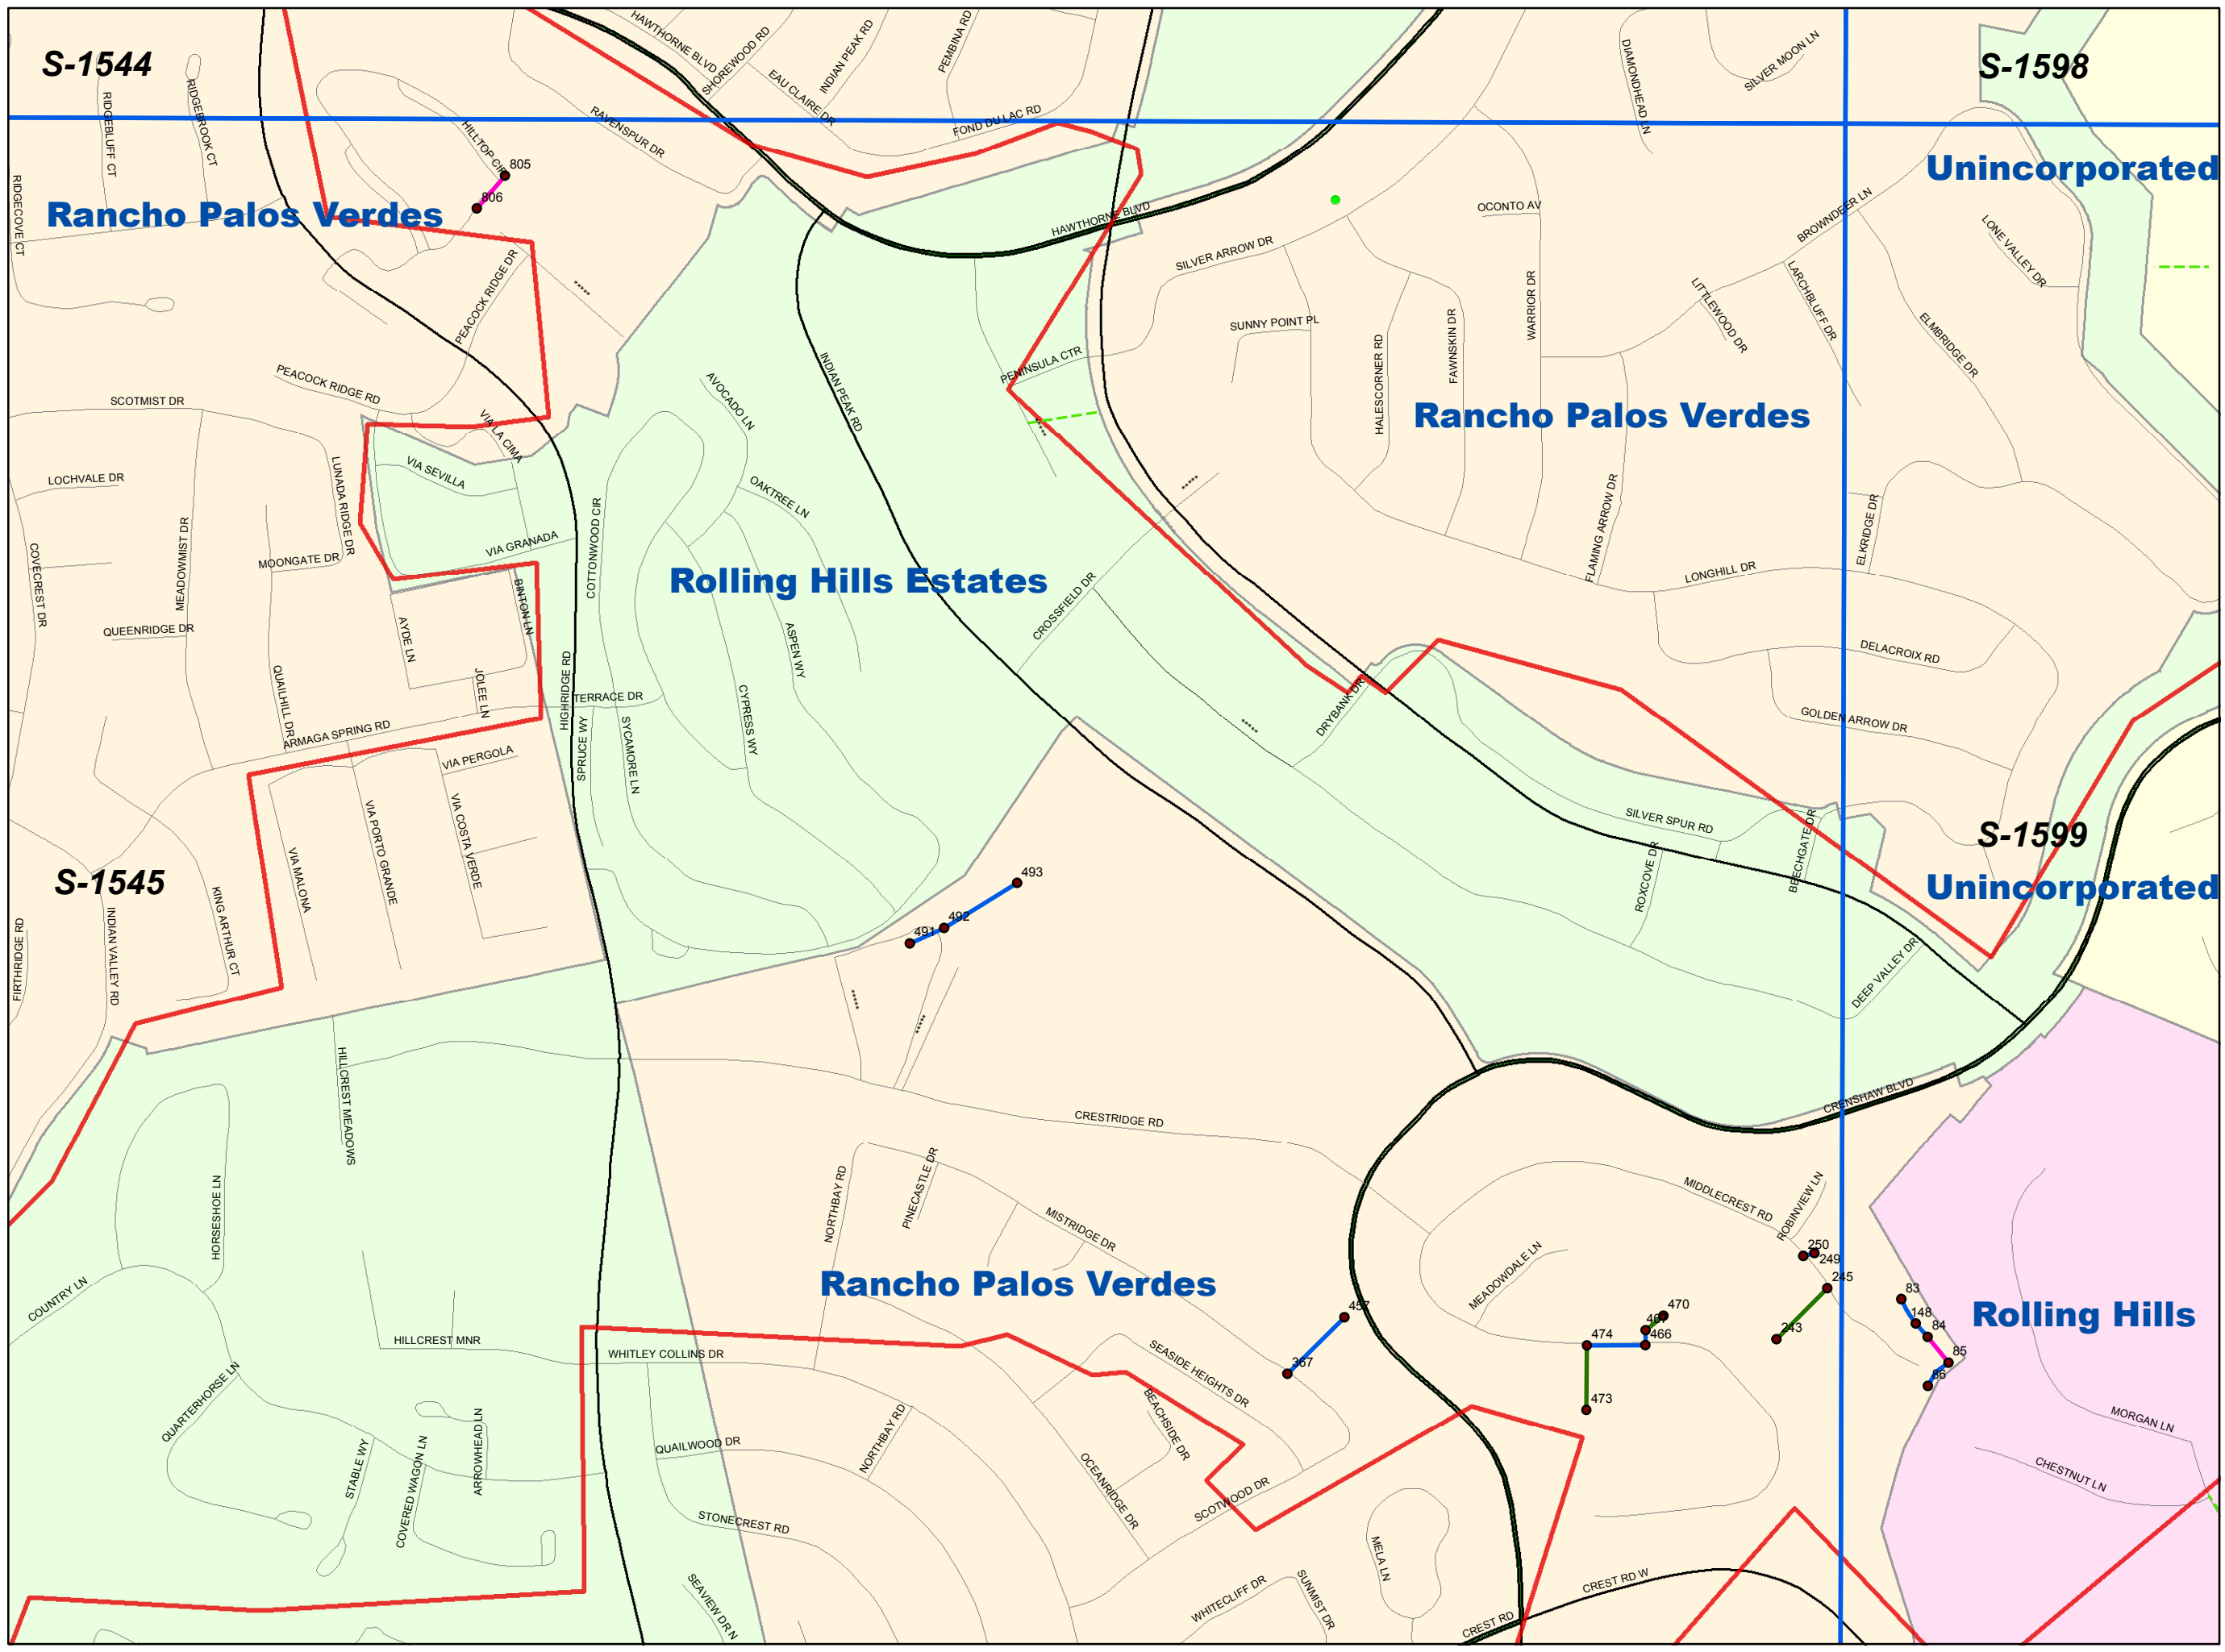 HAWTHORNE BLVD
SHOREWOOD RD
INDIAN PEAK RD
PEMBINA RD
DIAMONDHEAD LN
SILVER MOON LN
S-1544
S-1598
RIDGEBLUFF CT
RIDGEBROOK CT
HILLTOP CIR
RAVENSPUR DR
EAU CLAIRE DR
FOND DU LAC RD
805
806
Unincorporated
RIDGECOVE CT
Rancho Palos Verdes
HAWTHORNE BLVD
OCONTO AV
BROWNDEER LN
LONE VALLEY DR
SILVER ARROW DR
PEACOCK RIDGE DR
SUNNY POINT PL
WARRIOR DR
LITTLEWOOD DR
LARCHBLUFF DR
ELMBRIDGE DR
HALESCORNER RD
FAWNSKIN DR
PENINSULA CTR
INDIAN PEAK RD
AVOCADO LN
PEACOCK RIDGE RD
SCOTMIST DR
VIA LA CIMA
Rancho Palos Verdes
VIA SEVILLA
LOCHVALE DR
LUNADA RIDGE DR
OAKTREE LN
COTTONWOOD CIR
FLAMING ARROW DR
ELKRIDGE DR
MEADOWMIST DR
COVECREST DR
MOONGATE DR
VIA GRANADA
LONGHILL DR
Rolling Hills Estates
BINTON LN
CROSSFIELD DR
QUEENRIDGE DR
AYDE LN
ASPEN WY
DELACROIX RD
QUAILHILL DR
JOLEE LN
HIGHRIDGE RD
TERRACE DR
CYPRESS WY
DRYBANK DR
GOLDEN ARROW DR
ARMAGA SPRING RD
SPRUCE WY
SYCAMORE LN
VIA PERGOLA
VIA PORTO GRANDE
VIA COSTA VERDE
SILVER SPUR RD
BEECHGATE DR
S-1599
ROXCOVE DR
S-1545
VIA MALONA
KING ARTHUR CT
493
492
491
Unincorporated
FIRTHRIDGE RD
INDIAN VALLEY RD
DEEP VALLEY DR
HILLCREST MEADOWS
CRESTRIDGE RD
CRENSHAW BLVD
HORSESHOE LN
NORTHBAY RD
PINECASTLE DR
MISTRIDGE DR
MIDDLECREST RD
ROBINVIEW LN
250
249
245
MEADOWDALE LN
COUNTRY LN
Rancho Palos Verdes
83
148
84
85
86
Rolling Hills
457
470
467
466
474
243
HILLCREST MNR
WHITLEY COLLINS DR
SEASIDE HEIGHTS DR
367
473
QUARTERHORSE LN
BEACHSIDE DR
MORGAN LN
STABLE WY
COVERED WAGON LN
ARROWHEAD LN
QUAILWOOD DR
NORTHBAY RD
OCEANRIDGE DR
SCOTWOOD DR
CHESTNUT LN
STONECREST RD
MELA LN
SEAVIEW DR N
WHITECLIFF DR
SUNMIST DR
CREST RD W
CREST RD